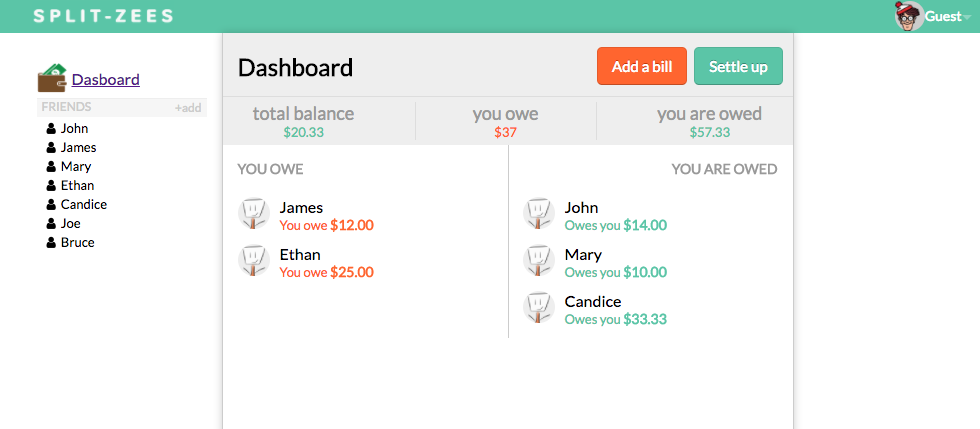 SPLIT-ZEES
Guest
Dasboard
FRIENDS +add
John
James
Mary
Ethan
Candice
Joe
Bruce
Dashboard
Add a bill
Settle up
total balance
$20.33
you owe
$37
you are owed
$57.33
YOU OWE
James
You owe $12.00
Ethan
You owe $25.00
YOU ARE OWED
John
Owes you $14.00
Mary
Owes you $10.00
Candice
Owes you $33.33